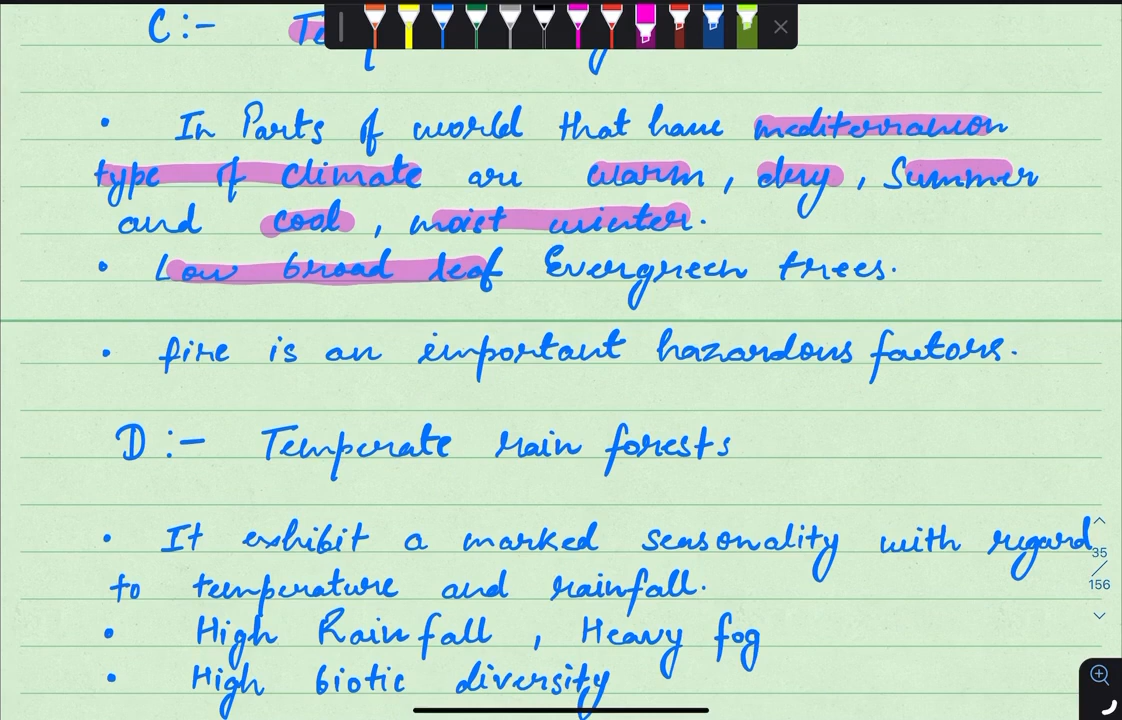 C:-
• In Parts of world that have mediterranion
type of Climate are warm, dry, Summer
and cool, moist winter.
• Low broad leaf Evergreen trees.
• fire is an important hazardous factors.
D:- Temperate rain forests
• It exhibit a marked seasonality with regard
to temperature and rainfall.
• High Rainfall, Heavy fog
• High biotic diversity
35
156